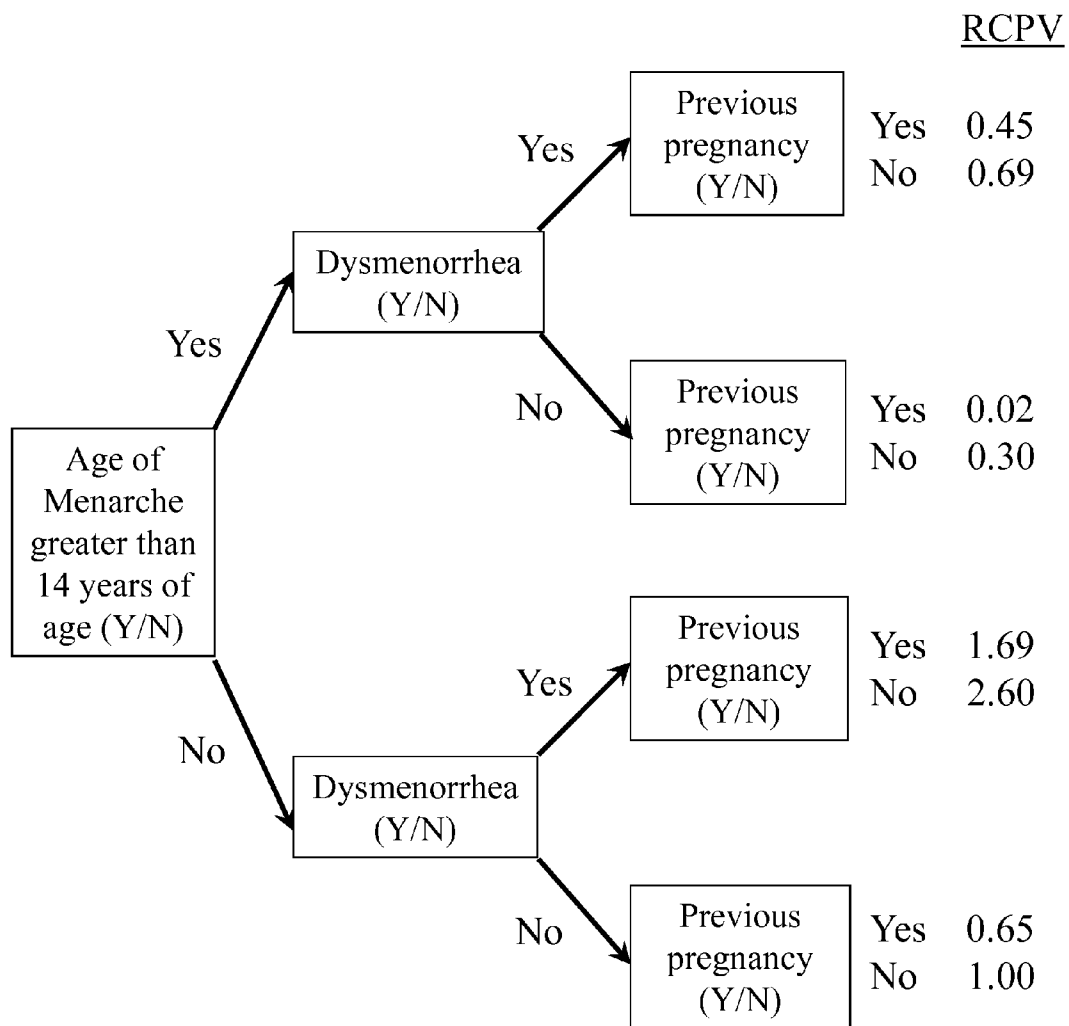 RCPV
Previous
pregnancy
(Y/N)
Yes 0.45
No 0.69
Yes
Dysmenorrhea
(Y/N)
Yes
No
Previous
pregnancy
(Y/N)
Yes 0.02
No 0.30
Age of
Menarche
greater than
14 years of
age (Y/N)
Previous
pregnancy
(Y/N)
Yes 1.69
No 2.60
Yes
No
Dysmenorrhea
(Y/N)
No
Previous
pregnancy
(Y/N)
Yes 0.65
No 1.00